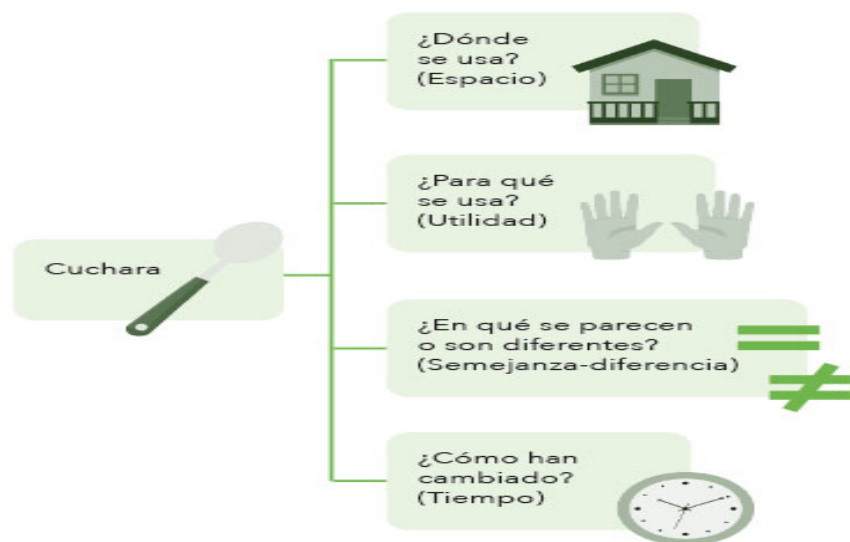 ¿Dónde
se usa?
(Espacio)
¿Para qué
se usa?
(Utilidad)
Cuchara
¿En qué se parecen
o son diferentes?
(Semejanza-diferencia)
¿Cómo han
cambiado?
(Tiempo)